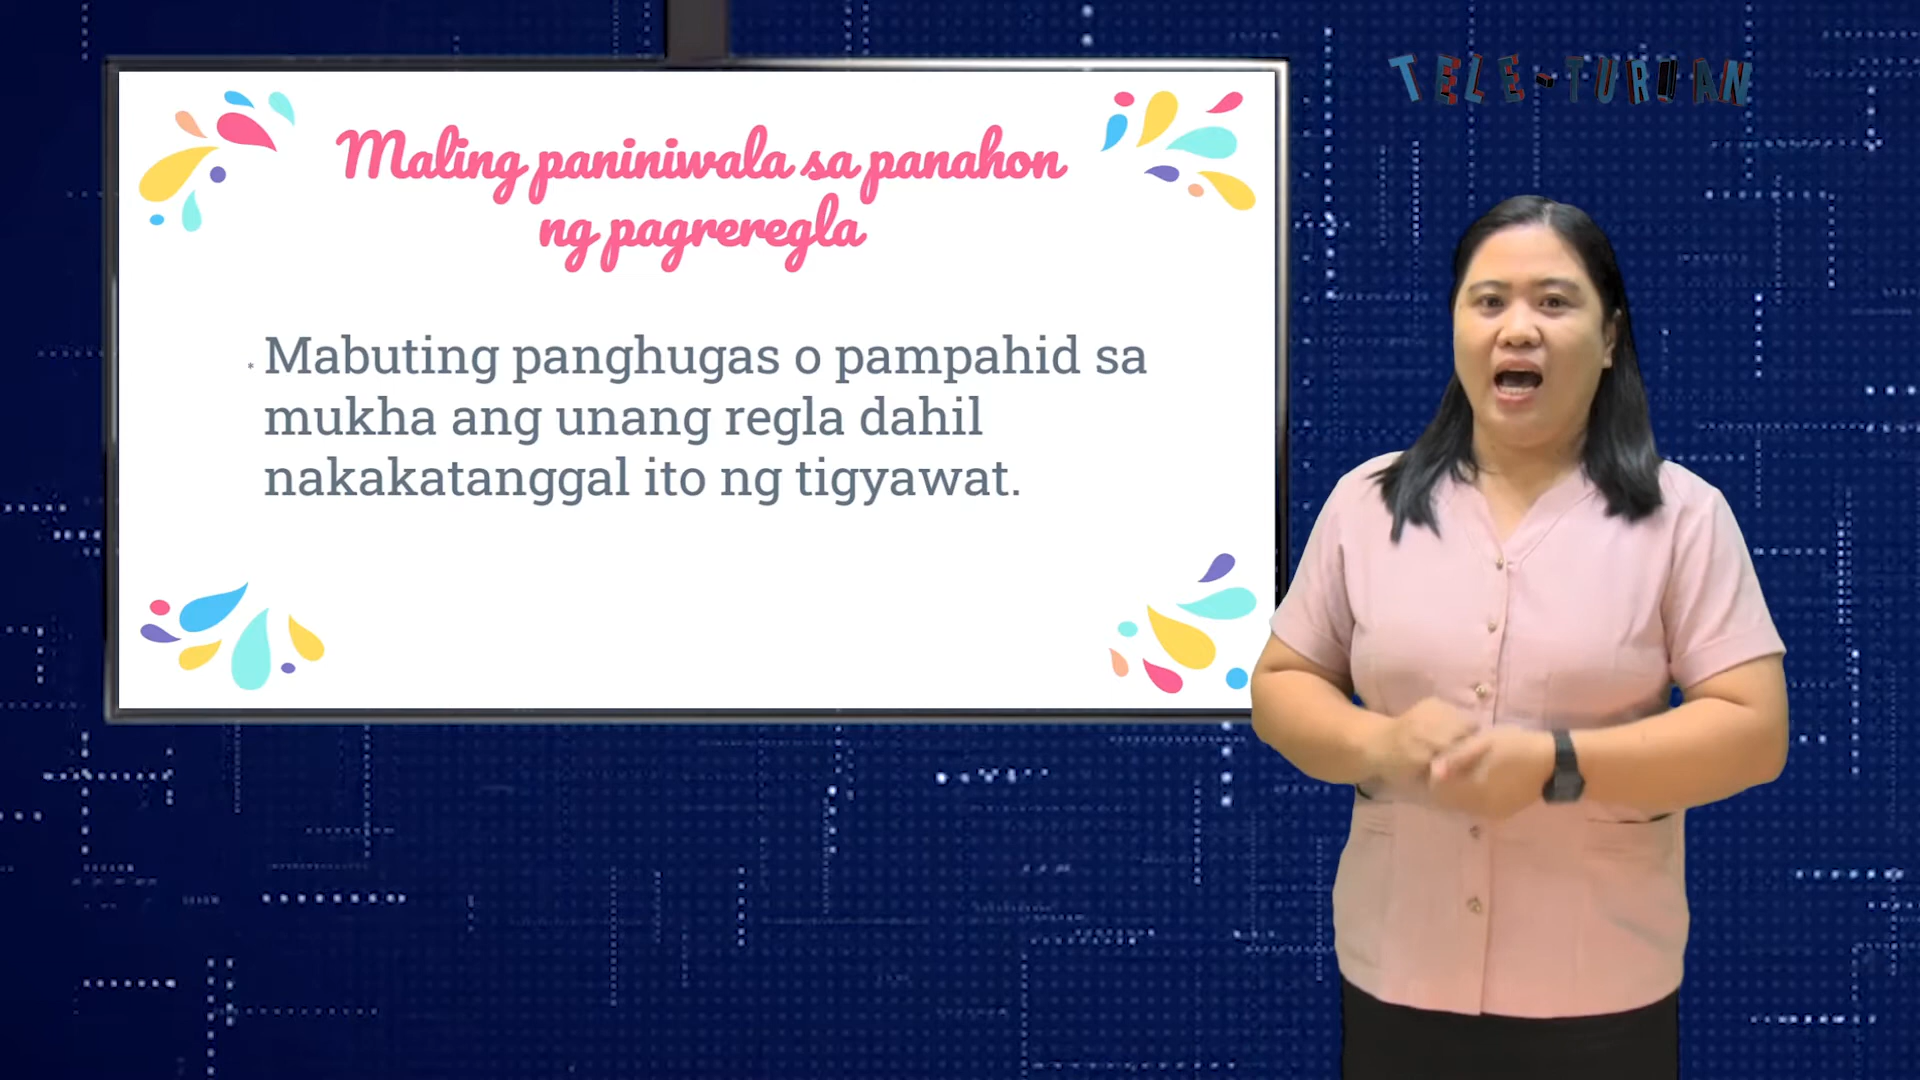 TELE-TURUAN
Maling paniniwala sa panahon
ng pagreregla
* Mabuting panghugas o pampahid sa
mukha ang unang regla dahil
nakakatanggal ito ng tigyawat.